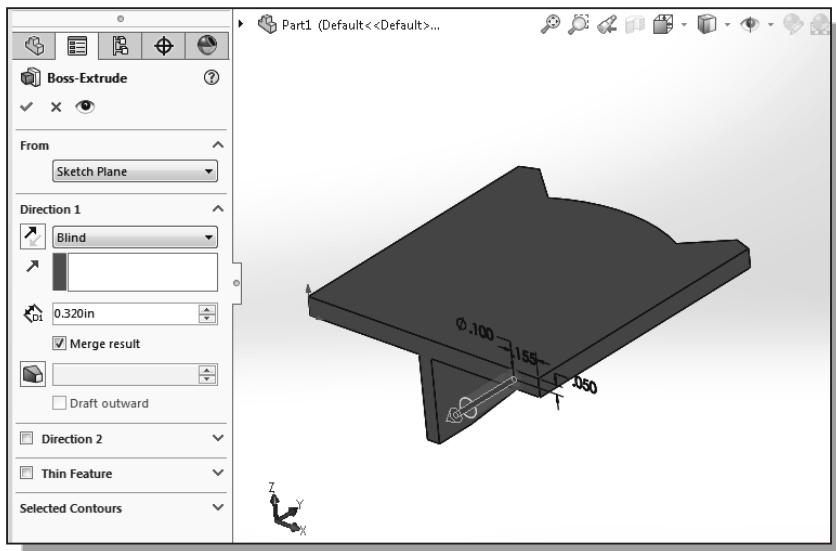 Part1 (Default<<Default>...
Boss-Extrude
From
Sketch Plane
Direction 1
Blind
D1
0.320in
Merge result
Draft outward
Direction 2
Thin Feature
Selected Contours
Ø.100
.155
.050
Z
Y
X